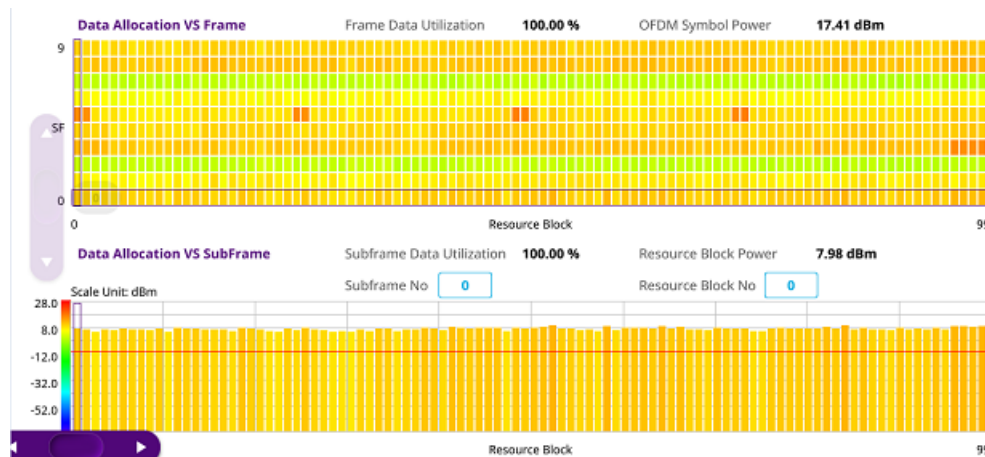 Data Allocation VS Frame Frame Data Utilization 100.00 % OFDM Symbol Power 17.41 dBm
9
SF
0
0
0 Resource Block
Data Allocation VS SubFrame Subframe Data Utilization 100.00 % Resource Block Power 7.98 dBm
Subframe No 0 Resource Block No 0
Scale Unit: dBm
28.0
8.0
-12.0
-32.0
-52.0
Resource Block